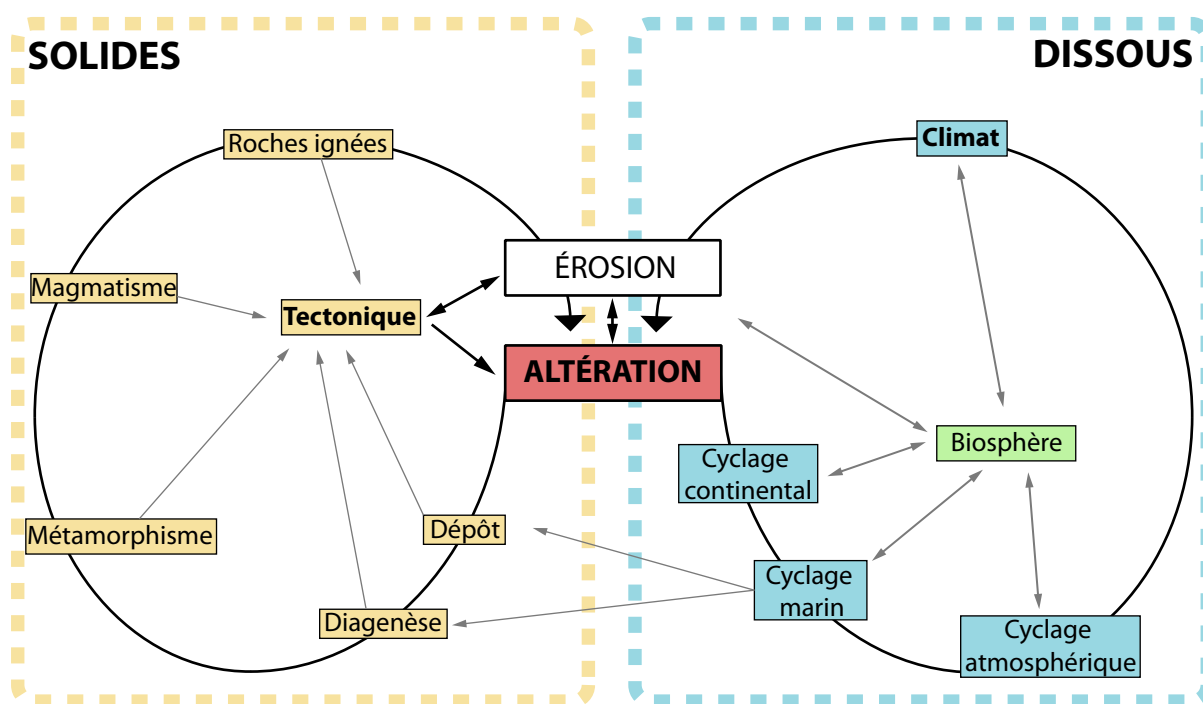 SOLIDES
DISSOUS
Roches ignées
Climat
ÉROSION
Magmatisme
Tectonique
ALTÉRATION
Biosphère
Cyclage
continental
Métamorphisme
Dépôt
Cyclage
marin
Diagenèse
Cyclage
atmosphérique